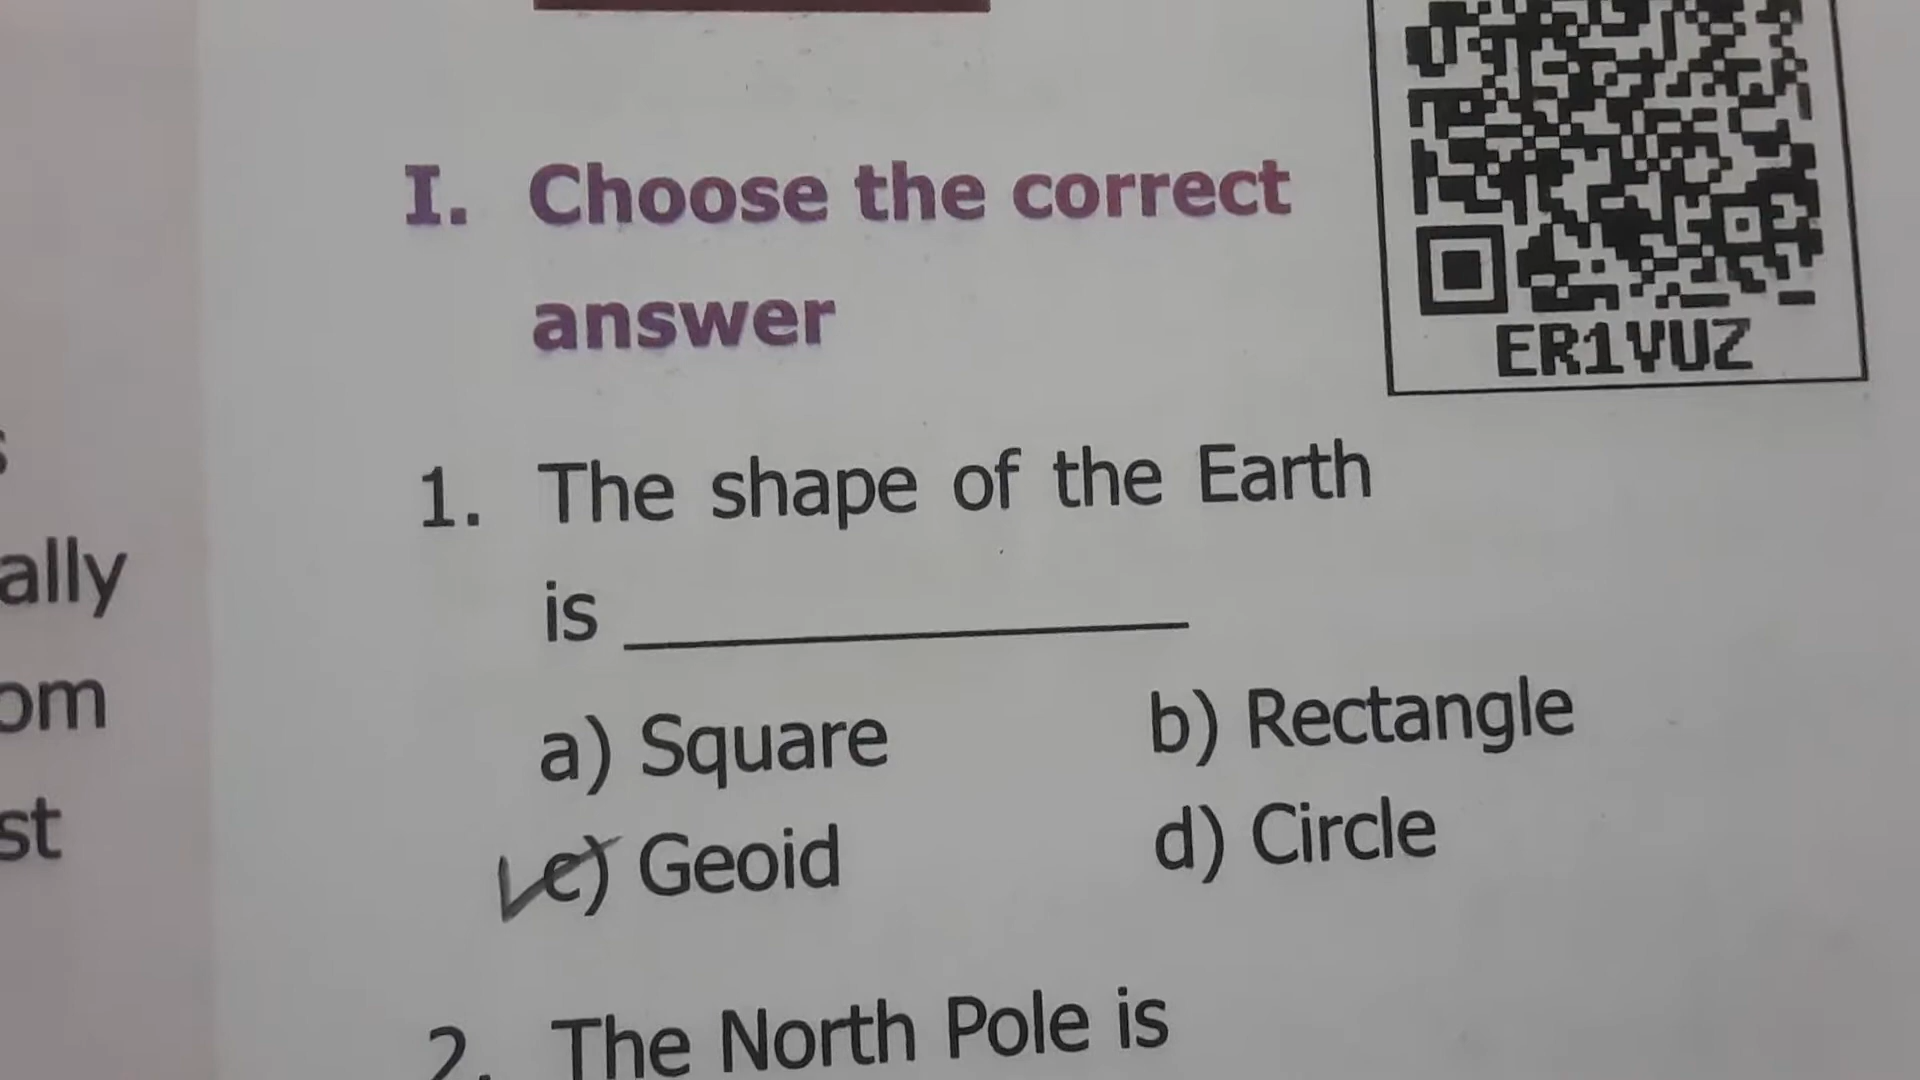 I. Choose the correct
answer
ER1VUZ
1. The shape of the Earth
is ____________
a) Square b) Rectangle
c) Geoid d) Circle
2. The North Pole is
ally
om
st